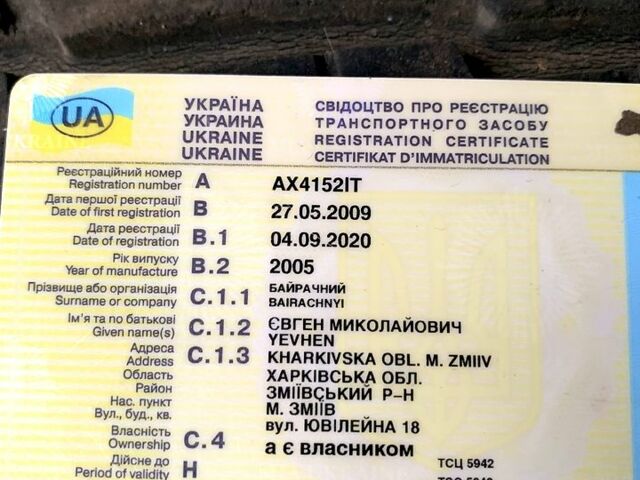 UA
УКРАЇНА
УКРАИНА
UKRAINE
UKRAINE
СВІДОЦТВО ПРО РЕЄСТРАЦІЮ
ТРАНСПОРТНОГО ЗАСОБУ
REGISTRATION CERTIFICATE
CERTIFIKAT D'IMMATRICULATION
Реєстраційний номер
Registration number A AX4152IT
Дата першої реєстрації
Date of first registration B 27.05.2009
Дата реєстрації
Date of registration B.1 04.09.2020
Рік випуску
Year of manufacture B.2 2005
Прізвище або організація
Surname or company C.1.1 БАЙРАЧНИЙ
BAIRACHNYI
Ім'я та по батькові
Given name(s) C.1.2 ЄВГЕН МИКОЛАЙОВИЧ
YEVHEN
Адреса
Address C.1.3 KHARKIVSKA OBL. M. ZMIIV
Область ХАРКІВСЬКА ОБЛ.
Район ЗМІЇВСЬКИЙ Р-Н
Нас. пункт М. ЗМІЇВ
Вул., буд., кв. вул. ЮВІЛЕЙНА 18
Власність
Ownership C.4 а є власником
Дійсне до
Period of validity H
ТСЦ 5942